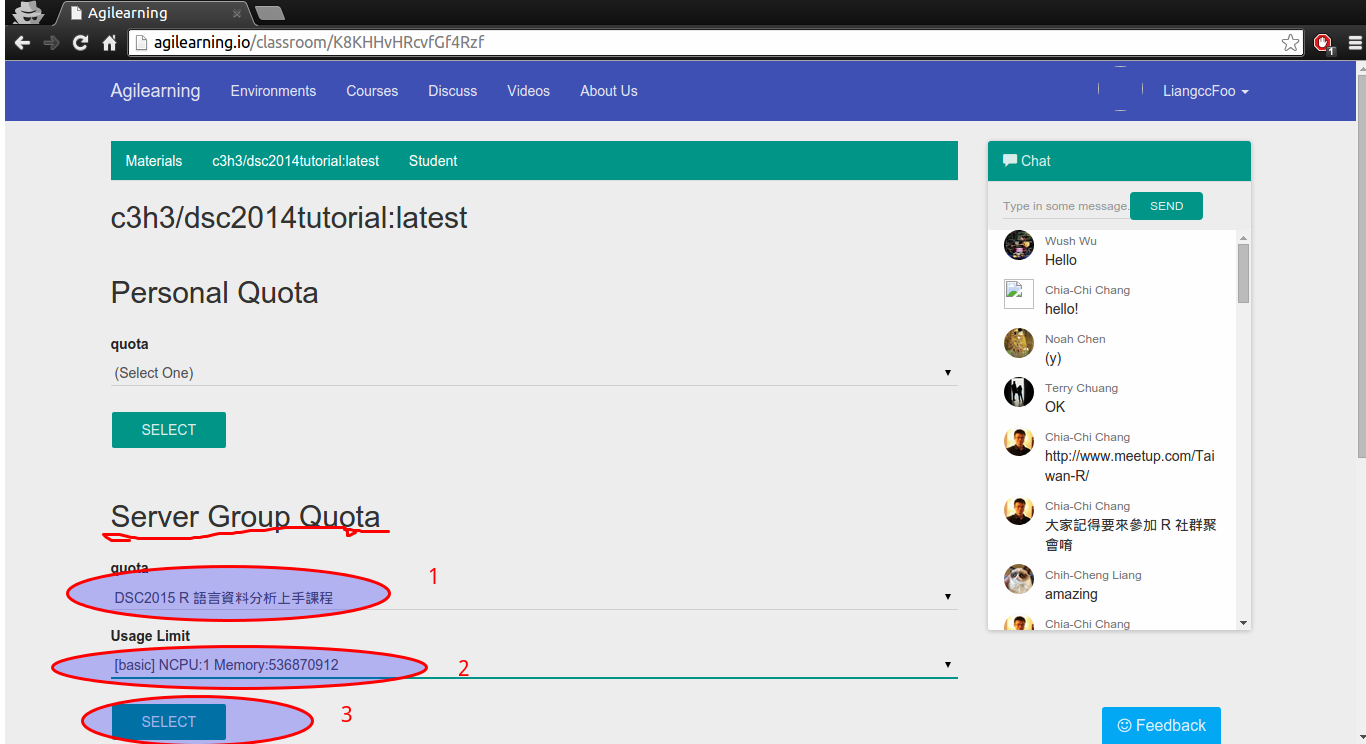 Agilearning
agilearning.io/classroom/K8KHHvHRcvfGf4Rzf
1
Agilearning Environments Courses Discuss Videos About Us LiangccFoo
Materials c3h3/dsc2014tutorial:latest Student
c3h3/dsc2014tutorial:latest
Personal Quota
quota
(Select One)
SELECT
Server Group Quota
quota
1
DSC2015 R 語言資料分析上手課程
Usage Limit
[basic] NCPU:1 Memory:536870912
2
SELECT
3
Chat
Type in some message. SEND
Wush Wu
Hello
Chia-Chi Chang
hello!
Noah Chen
(y)
Terry Chuang
OK
Chia-Chi Chang
http://www.meetup.com/Tai
wan-R/
Chia-Chi Chang
大家記得要來參加 R 社群聚
會唷
Chih-Cheng Liang
amazing
Chia-Chi Chang
Feedback